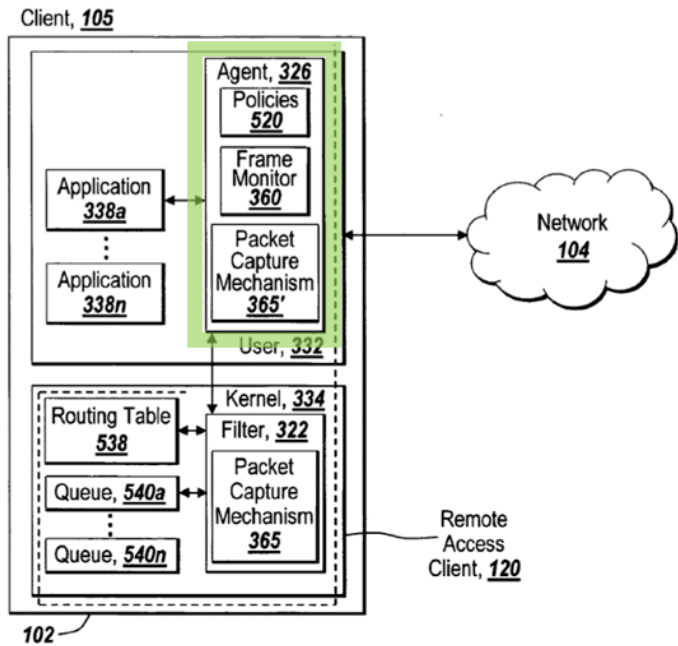 Client, 105
Agent, 326
Policies
520
Frame
Monitor
360
Application
338a
Packet
Capture
Mechanism
365'
Application
338n
User, 332
Network
104
Kernel, 334
Routing Table
538
Filter, 322
Queue, 540a
Packet
Capture
Mechanism
365
Queue, 540n
Remote
Access
Client, 120
102